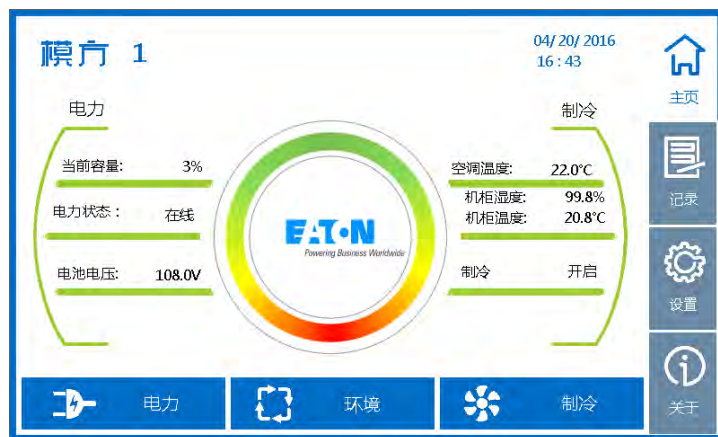 模方 1
04/20/2016
16:43
主页
电力
制冷
当前容量: 3%
空调温度: 22.0℃
机柜湿度: 99.8%
记录
电力状态: 在线
机柜温度: 20.8℃
EATON
Powering Business Worldwide
电池电压: 108.0V
制冷 开启
设置
电力
环境
制冷
关于